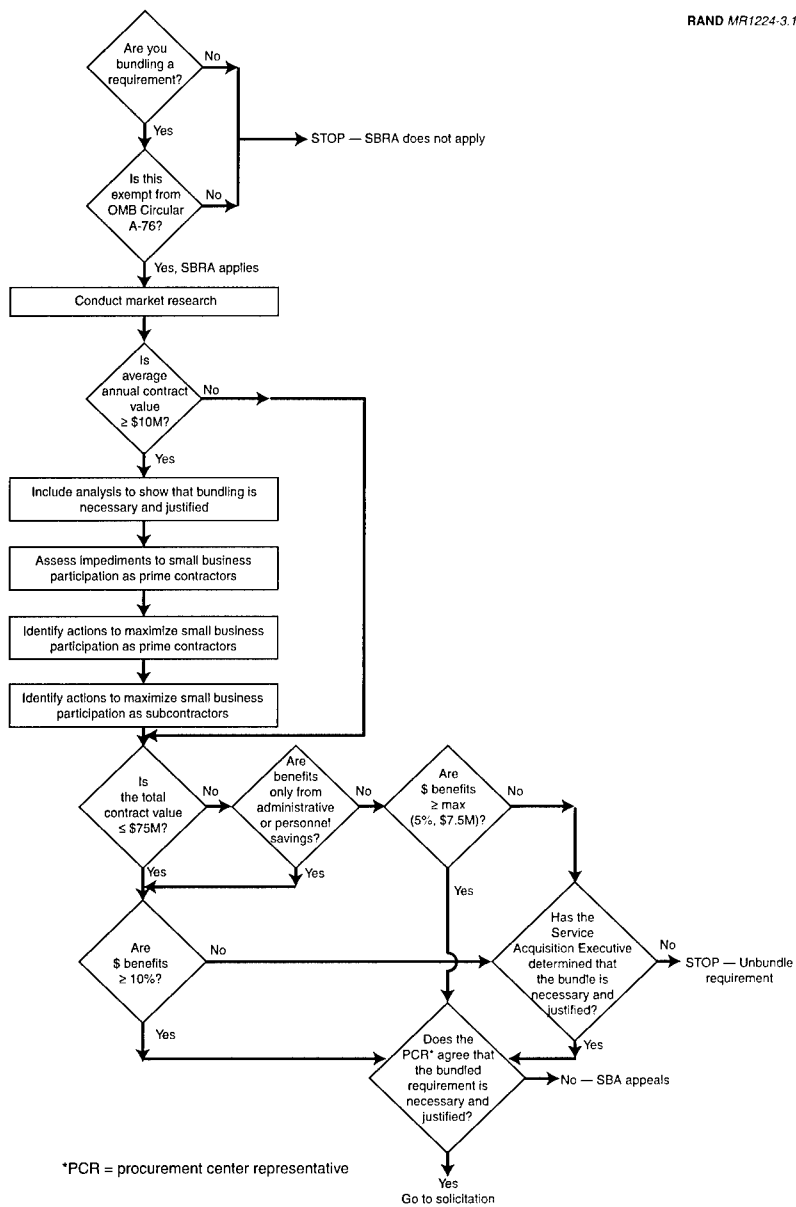 RAND MR1224-3.1
Are you
bundling a
requirement?
No
Yes
STOP — SBRA does not apply
Is this
exempt from
OMB Circular
A-76?
No
Yes, SBRA applies
Conduct market research
Is
average
annual contract
value
≥ $10M?
No
Yes
Include analysis to show that bundling is
necessary and justified
Assess impediments to small business
participation as prime contractors
Identify actions to maximize small business
participation as prime contractors
Identify actions to maximize small business
participation as subcontractors
Is
the total
contract value
≤ $75M?
No
Yes
Are
benefits
only from
administrative
or personnel
savings?
No
Yes
Are
$ benefits
≥ max
(5%, $7.5M)?
No
Yes
Are
$ benefits
≥ 10%?
No
Yes
Has the
Service
Acquisition Executive
determined that
the bundle is
necessary and
justified?
No
STOP — Unbundle
requirement
Yes
Does the
PCR* agree that
the bundled
requirement is
necessary and
justified?
No — SBA appeals
Yes
Go to solicitation
*PCR = procurement center representative